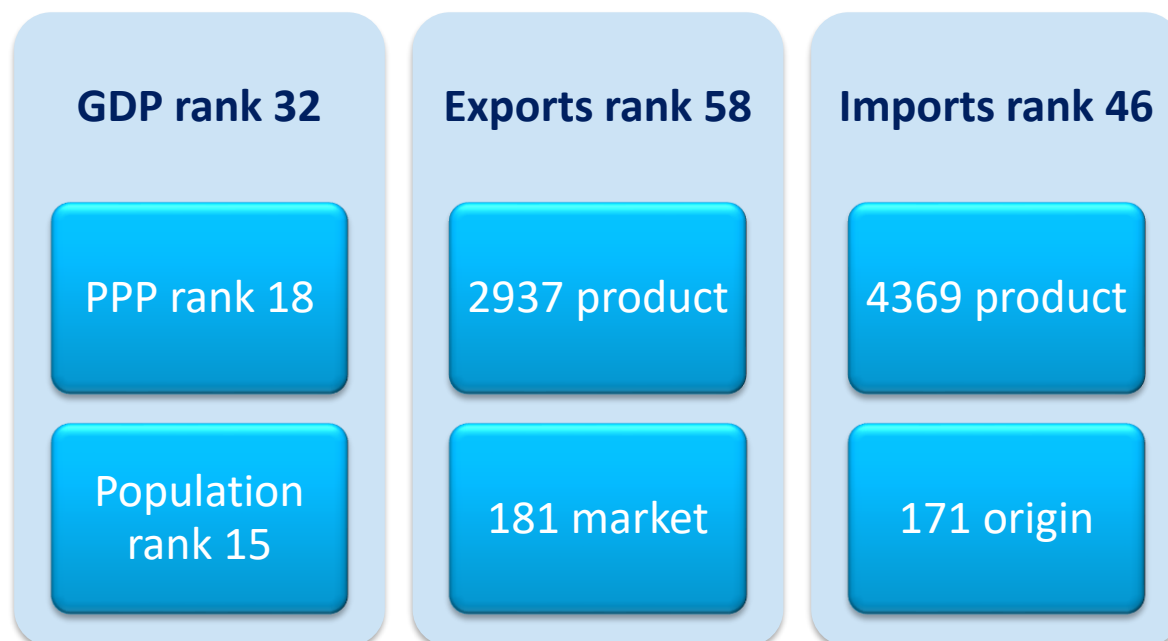 GDP rank 32
PPP rank 18
Population
rank 15
Exports rank 58
2937 product
181 market
Imports rank 46
4369 product
171 origin